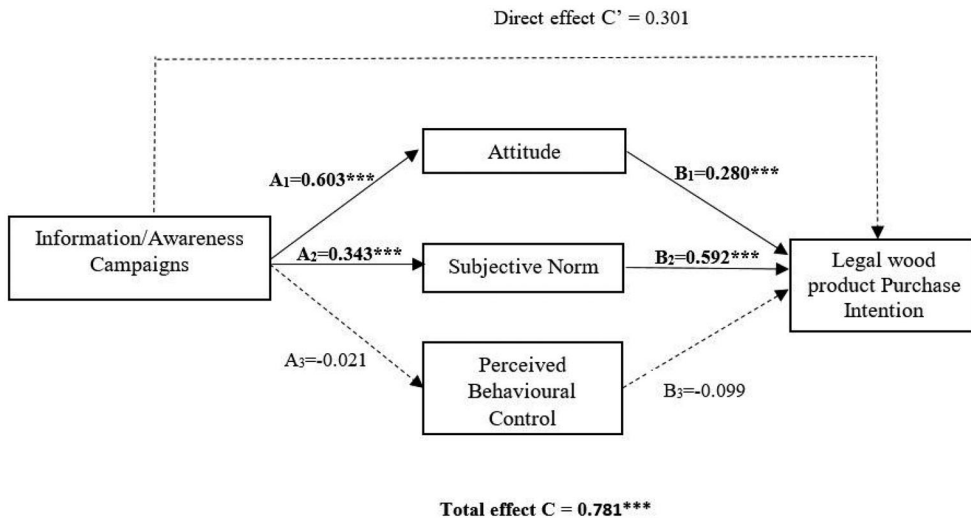 Direct effect C’ = 0.301
Attitude
A₁=0.603***
B₁=0.280***
Information/Awareness
Campaigns
A₂=0.343***
Subjective Norm
B₂=0.592***
Legal wood
product Purchase
Intention
A₃=-0.021
Perceived
Behavioural
Control
B₃=-0.099
Total effect C = 0.781***